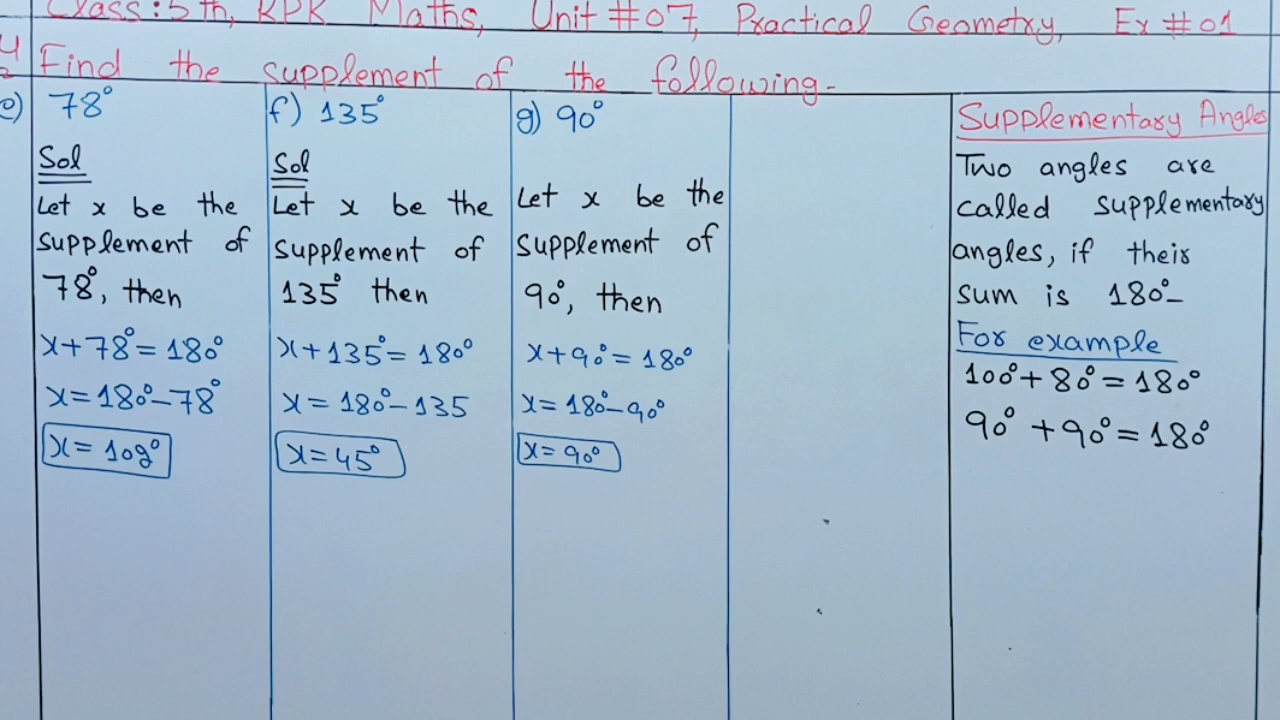 Class:5th, KPK Maths, Unit #07, Practical Geometry, Ex #01
Find the supplement of the following-
e) 78°
Sol
Let x be the
supplement of
78°, then
x+78°=180°
x=180°-78°
x=102°
f) 135°
Sol
Let x be the
supplement of
135° then
x+135°=180°
x=180°-135
x=45°
g) 90°
Let x be the
supplement of
90°, then
x+90°=180°
x=180°-90°
x=90°
Supplementary Angles
Two angles are
called supplementary
angles, if their
sum is 180°-
For example
100°+80°=180°
90°+90°=180°